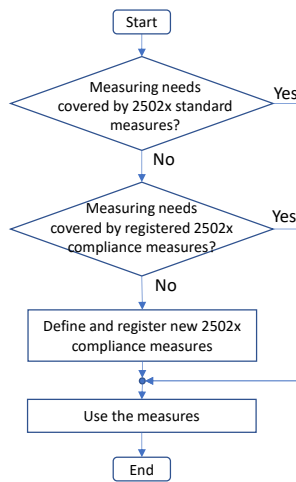 Start
Measuring needs
covered by 2502x standard
measures?
Yes
No
Measuring needs
covered by registered 2502x
compliance measures?
Yes
No
Define and register new 2502x
compliance measures
Use the measures
End